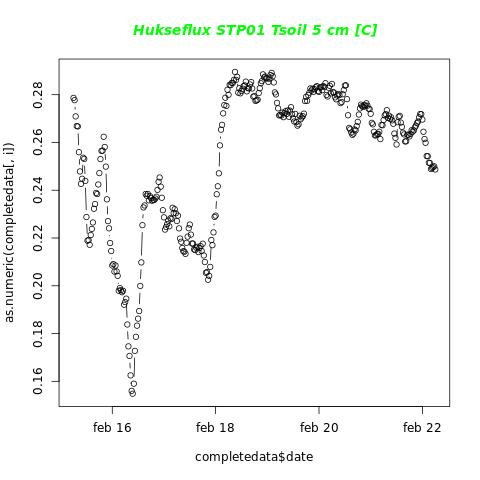 Hukseflux STP01 Tsoil 5 cm [C]
as.numeric(completedata[, i])
0.28
0.26
0.24
0.22
0.20
0.18
0.16
feb 16
feb 18
feb 20
feb 22
completedata$date